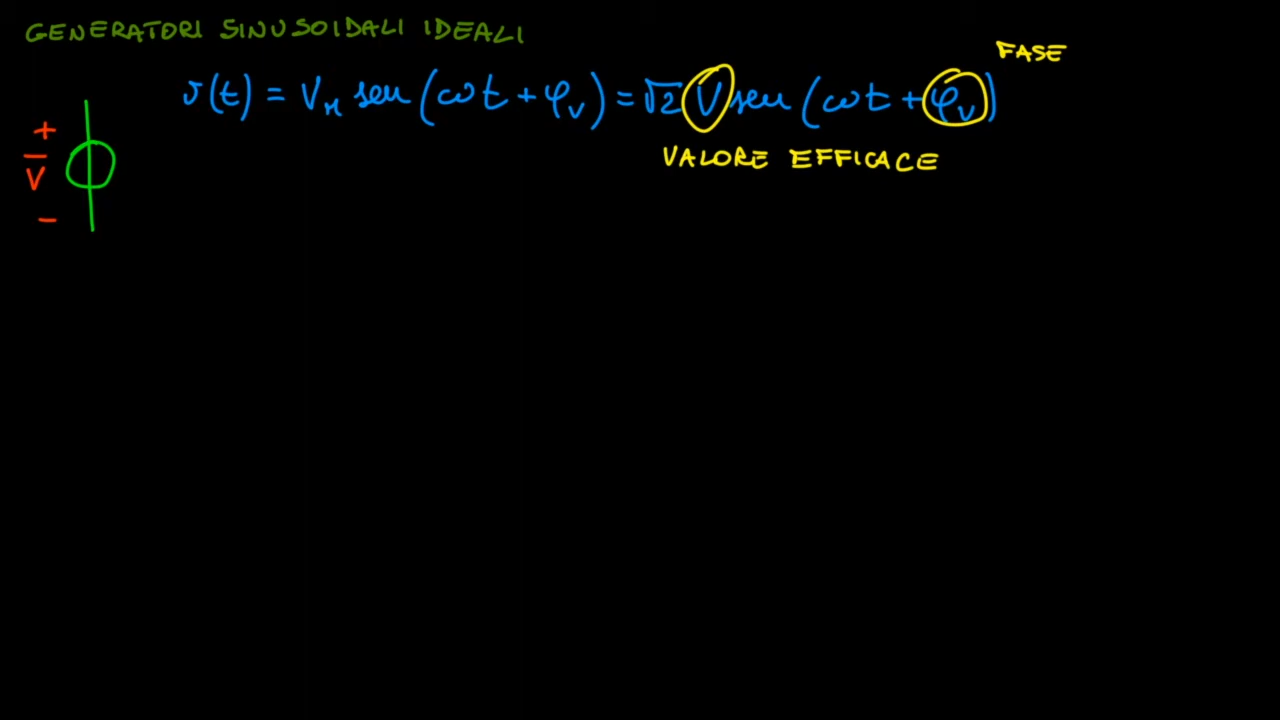 GENERATORI SINUSOIDALI IDEALI
FASE
v(t) = V_M sen(ωt + φ_v) = √2 V sen(ωt + φ_v)
VALORE EFFICACE
+
V̅
−